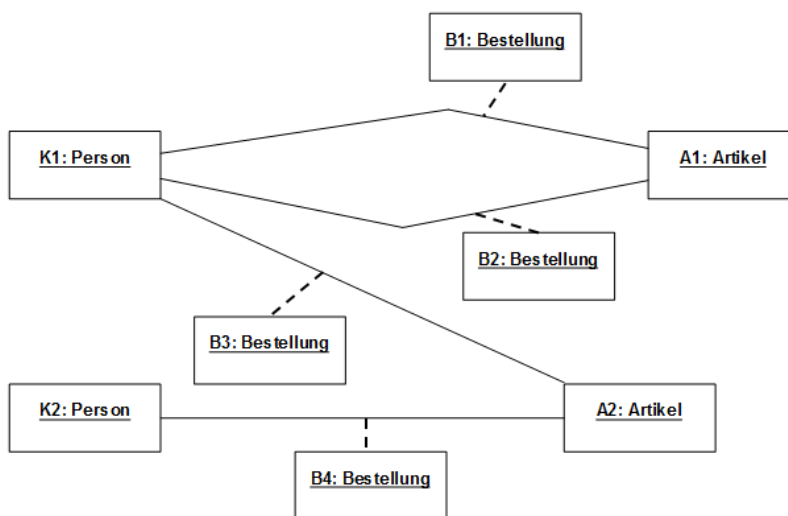 B1: Bestellung
K1: Person
A1: Artikel
B2: Bestellung
B3: Bestellung
K2: Person
A2: Artikel
B4: Bestellung